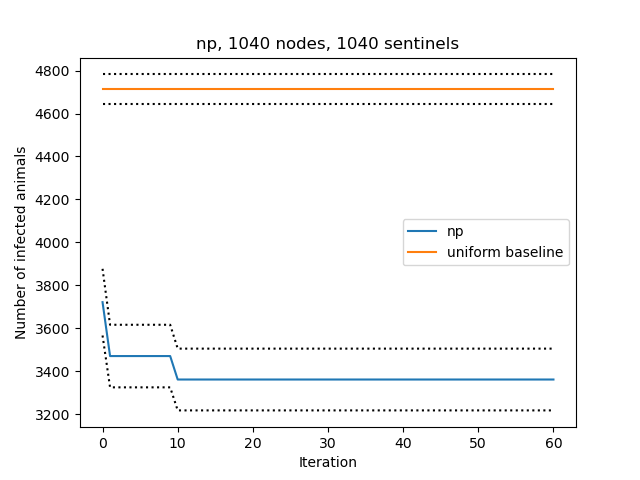 np, 1040 nodes, 1040 sentinels
4800
4600
4400
4200
4000
3800
3600
3400
3200
Number of infected animals
np
uniform baseline
0 10 20 30 40 50 60
Iteration